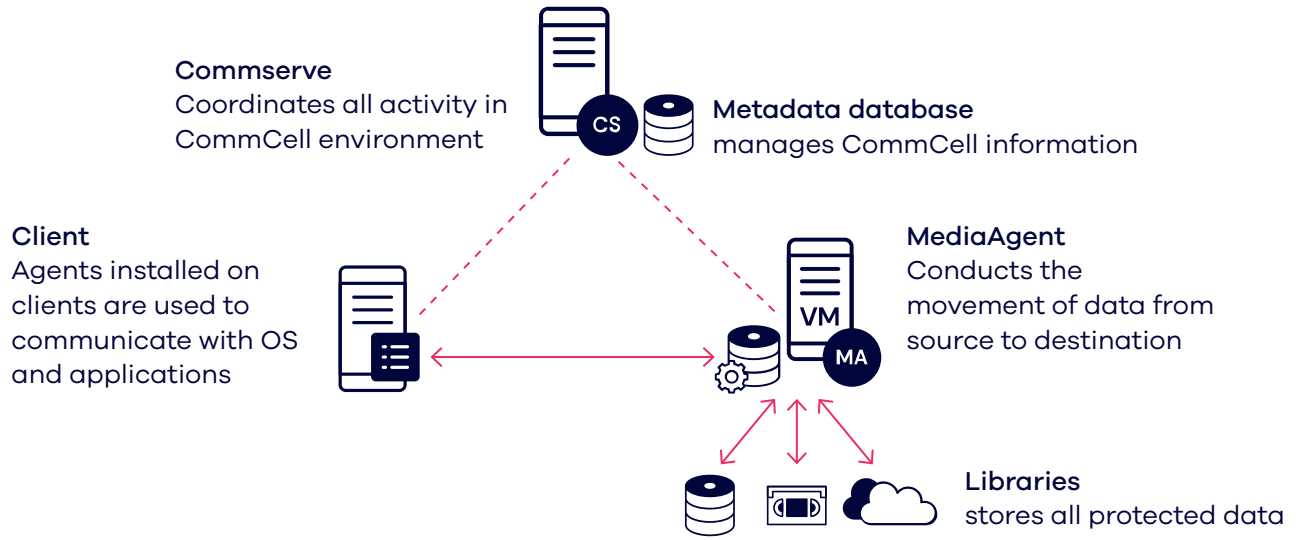 Commserve
Coordinates all activity in
CommCell environment
CS
Metadata database
manages CommCell information
Client
Agents installed on
clients are used to
communicate with OS
and applications
MediaAgent
Conducts the
movement of data from
source to destination
VM
MA
Libraries
stores all protected data